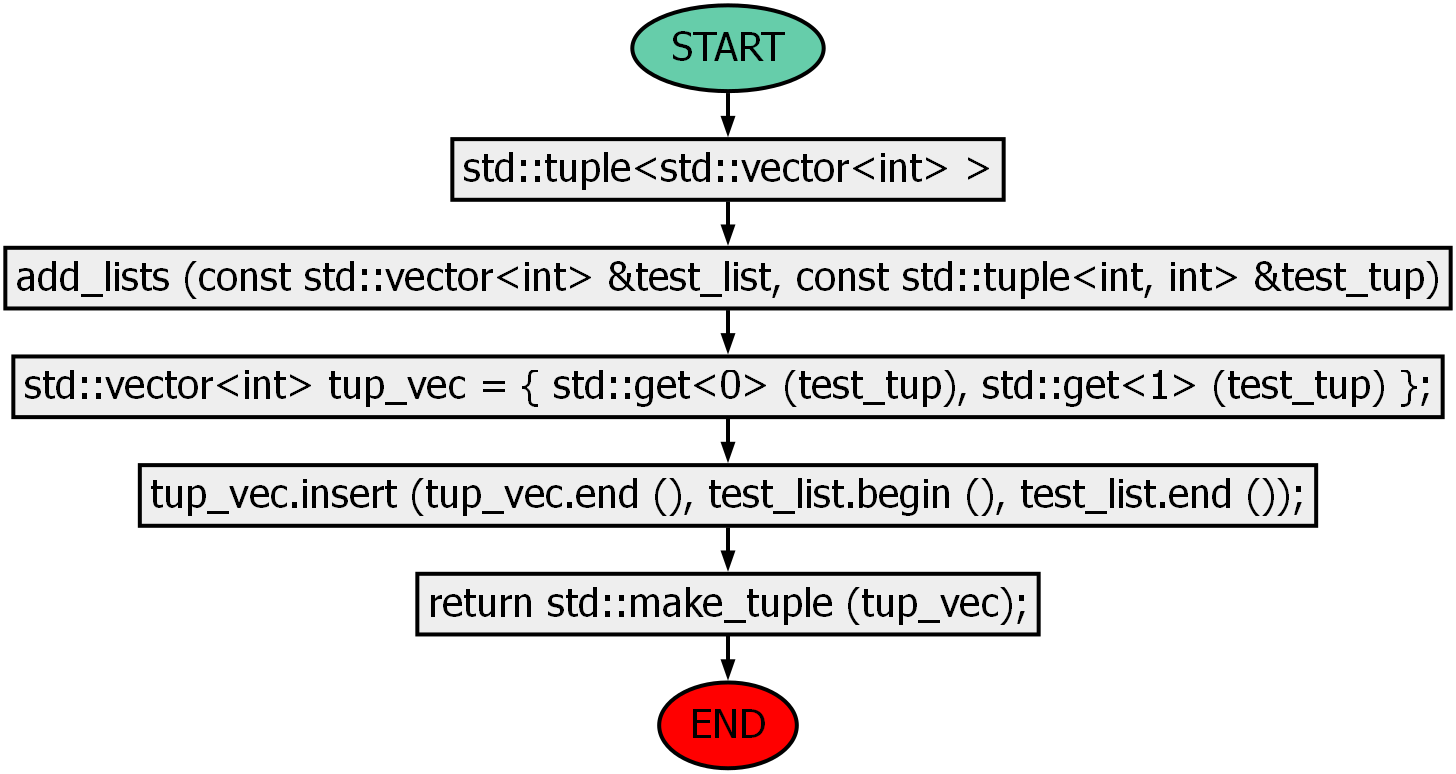 START
std::tuple<std::vector<int> >
add_lists (const std::vector<int> &test_list, const std::tuple<int, int> &test_tup)
std::vector<int> tup_vec = { std::get<0> (test_tup), std::get<1> (test_tup) };
tup_vec.insert (tup_vec.end (), test_list.begin (), test_list.end ());
return std::make_tuple (tup_vec);
END